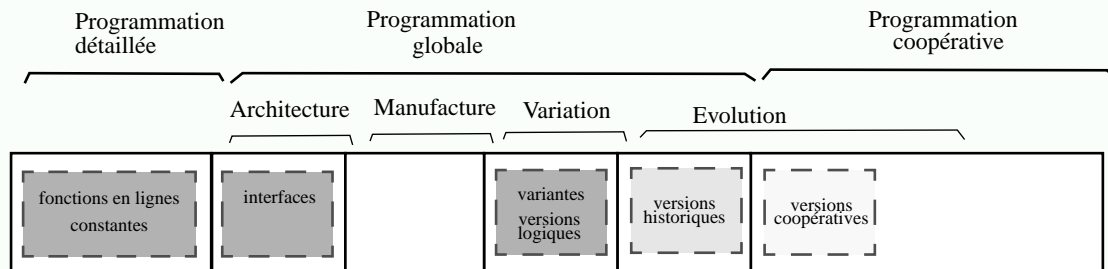 Programmation
détaillée
Programmation
globale
Programmation
coopérative
Architecture
Manufacture
Variation
Evolution
fonctions en lignes
constantes
interfaces
variantes
versions
logiques
versions
historiques
versions
coopératives